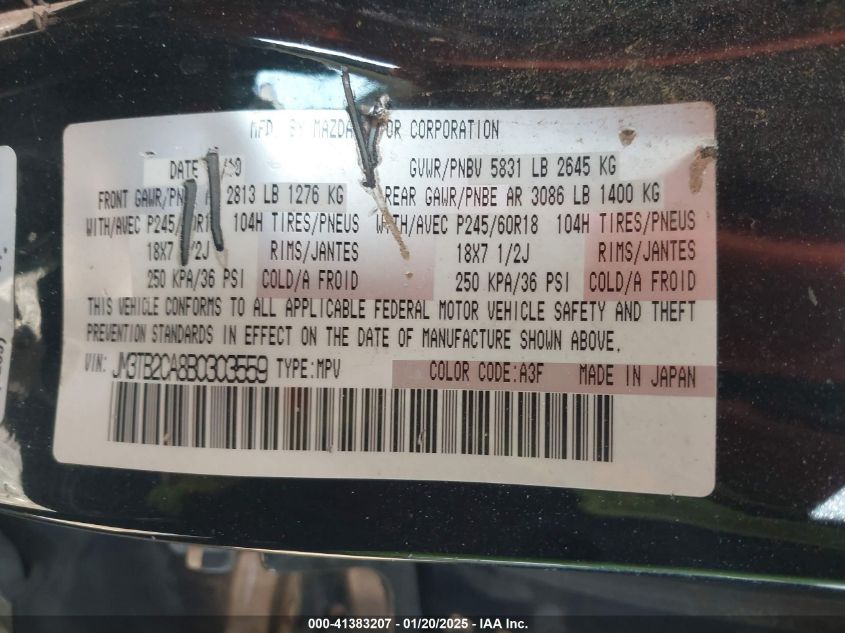 MFD. BY MAZDA CORPORATION
DATE GVWR/PNBV 5831 LB 2645 KG
FRONT 2813 LB 1276 KG REAR GAWR/PNBE AR 3086 LB 1400 KG
WITH/AVEC 104H TIRES/PNEUS WITH/AVEC P245/60R18 104H TIRES/PNEUS
18X7 RIMS/JANTES 18X7 1/2J RIMS/JANTES
250 KPA/36 PSI COLD/A FROID 250 KPA/36 PSI COLD/A FROID
THIS VEHICLE CONFORMS TO ALL APPLICABLE FEDERAL MOTOR VEHICLE SAFETY AND THEFT
PREVENTION STANDARDS IN EFFECT ON THE DATE OF MANUFACTURE SHOWN ABOVE.
VIN: JM3TB2CA8B0303559 TYPE:MPV COLOR CODE:A3F MADE IN JAPAN
000-41383207 - 01/20/2025 - IAAI Inc.